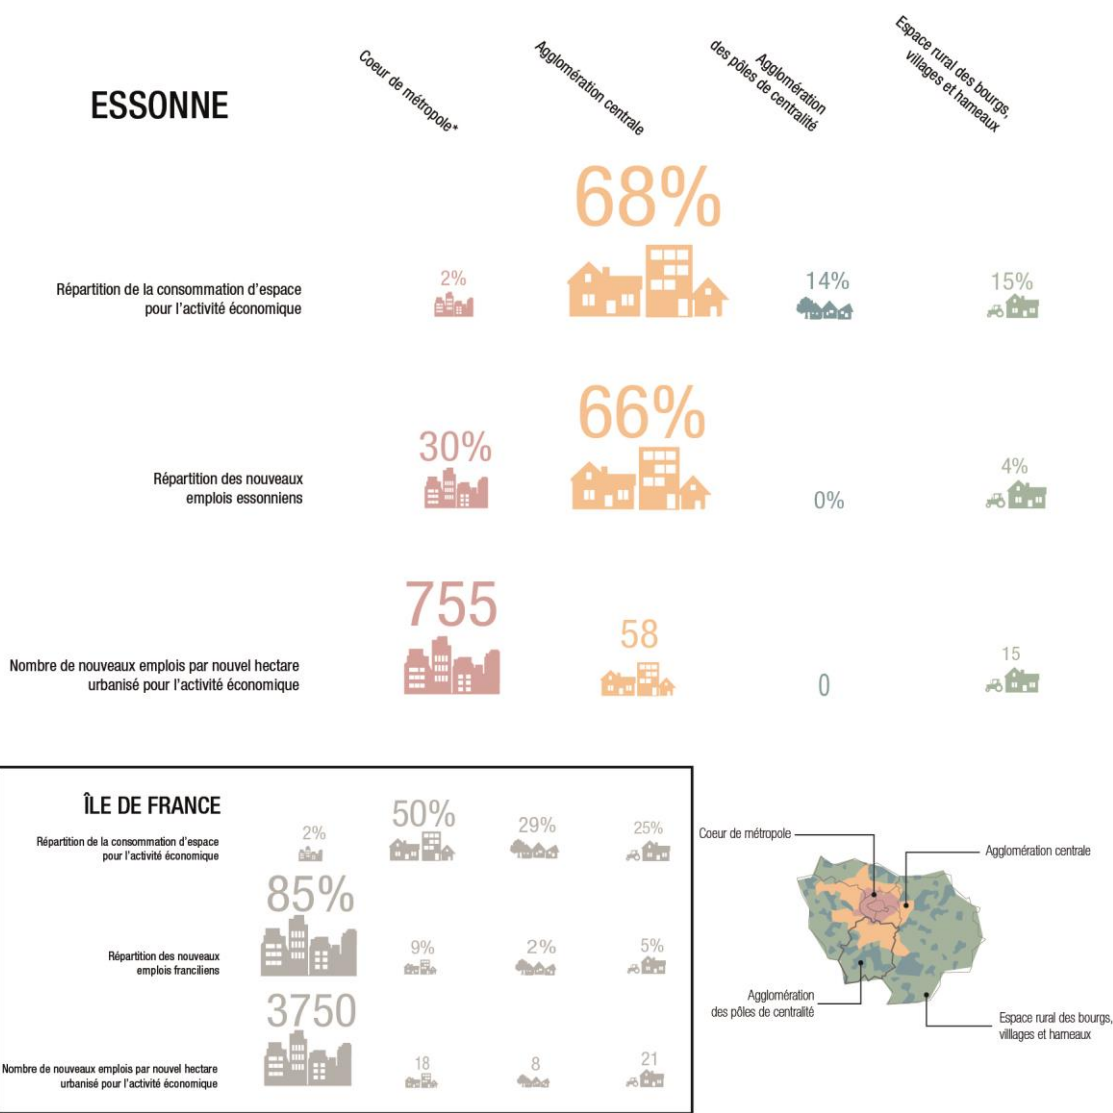 ESSONNE
Coeur de métropole*
Agglomération centrale
Agglomération
des pôles de centralité
Espace rural des bourgs,
villages et hameaux
Répartition de la consommation d'espace
pour l'activité économique
2%
68%
14%
15%
Répartition des nouveaux
emplois essonniens
30%
66%
0%
4%
Nombre de nouveaux emplois par nouvel hectare
urbanisé pour l'activité économique
755
58
0
15
ÎLE DE FRANCE
Répartition de la consommation d'espace
pour l'activité économique
2%
50%
29%
25%
Répartition des nouveaux
emplois franciliens
85%
9%
2%
5%
Nombre de nouveaux emplois par nouvel hectare
urbanisé pour l'activité économique
3750
18
8
21
Coeur de métropole
Agglomération centrale
Agglomération
des pôles de centralité
Espace rural des bourgs,
villlages et hameaux